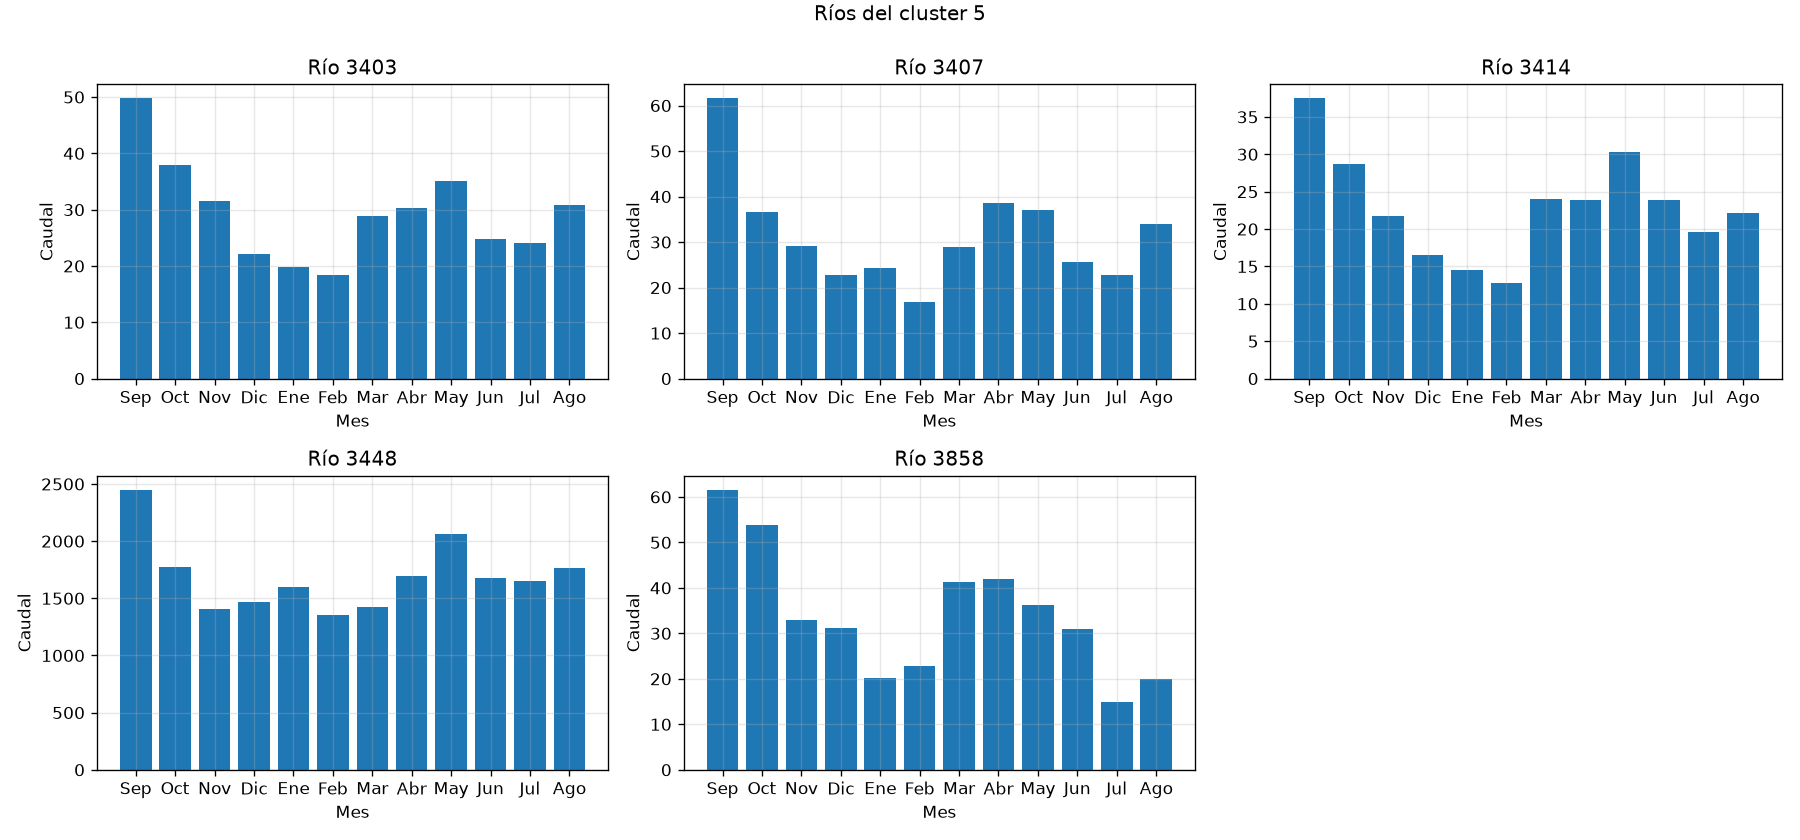 Ríos del cluster 5
Río 3403
50
40
30
20
10
0
Caudal
Sep Oct Nov Dic Ene Feb Mar Abr May Jun Jul Ago
Mes
Río 3407
60
50
40
30
20
10
0
Caudal
Sep Oct Nov Dic Ene Feb Mar Abr May Jun Jul Ago
Mes
Río 3414
35
30
25
20
15
10
5
0
Caudal
Sep Oct Nov Dic Ene Feb Mar Abr May Jun Jul Ago
Mes
Río 3448
2500
2000
1500
1000
500
0
Caudal
Sep Oct Nov Dic Ene Feb Mar Abr May Jun Jul Ago
Mes
Río 3858
60
50
40
30
20
10
0
Caudal
Sep Oct Nov Dic Ene Feb Mar Abr May Jun Jul Ago
Mes